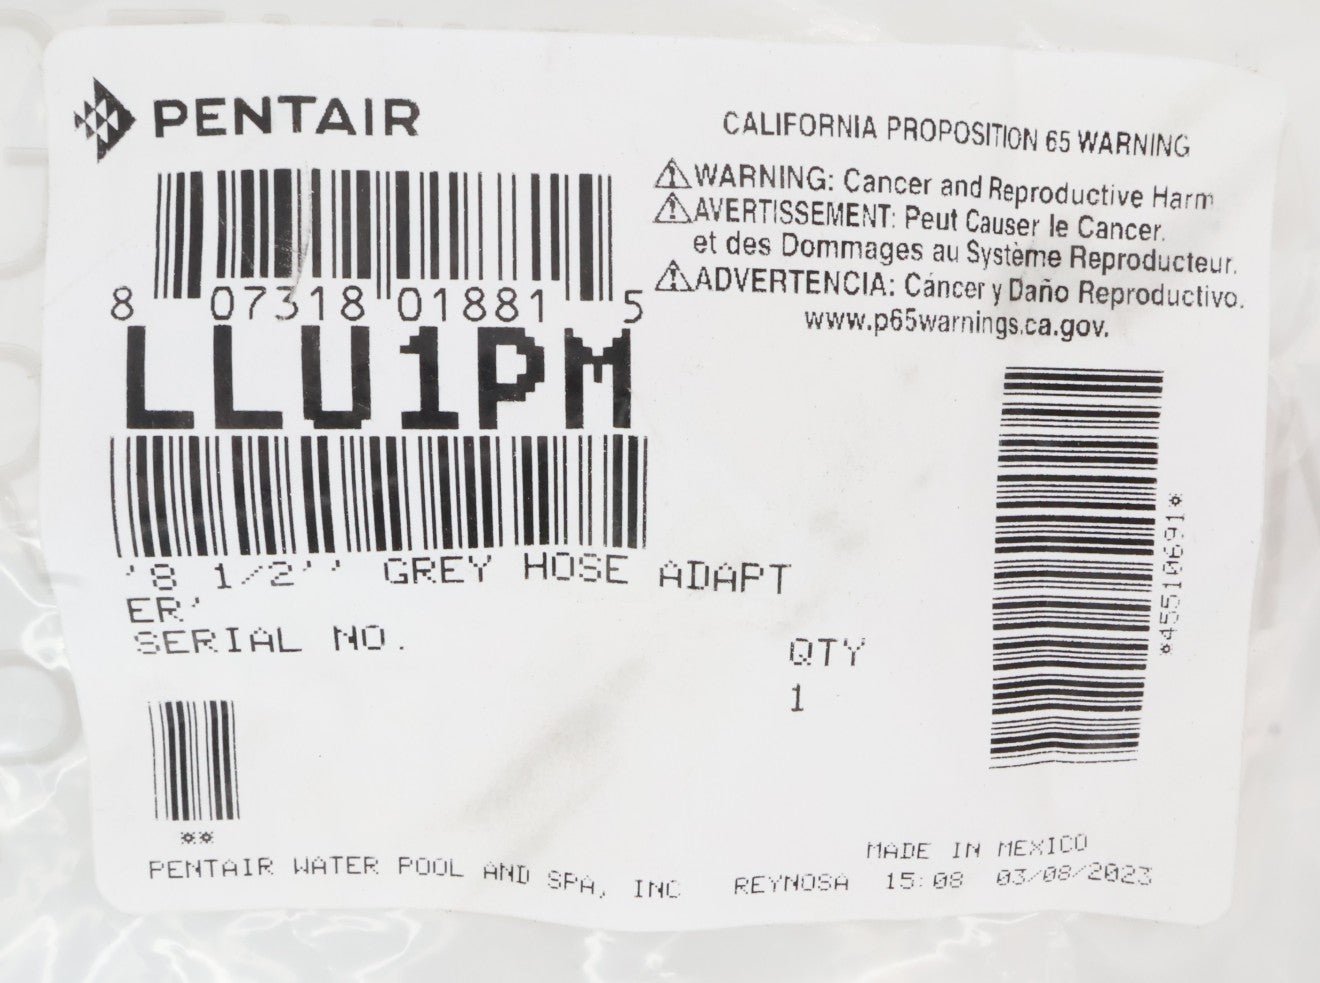 PENTAIR
8 07318 01881 5
LLU1PM
'8 1/2'' GREY HOSE ADAPT
ER'
SERIAL NO.
QTY
1
**
PENTAIR WATER POOL AND SPA, INC
REYNOSA 15:08 03/08/2023
MADE IN MEXICO
CALIFORNIA PROPOSITION 65 WARNING
⚠WARNING: Cancer and Reproductive Harm
⚠AVERTISSEMENT: Peut Causer le Cancer.
et des Dommages au Système Reproducteur.
⚠ADVERTENCIA: Cáncer y Daño Reproductivo.
www.p65warnings.ca.gov.
*45510691*